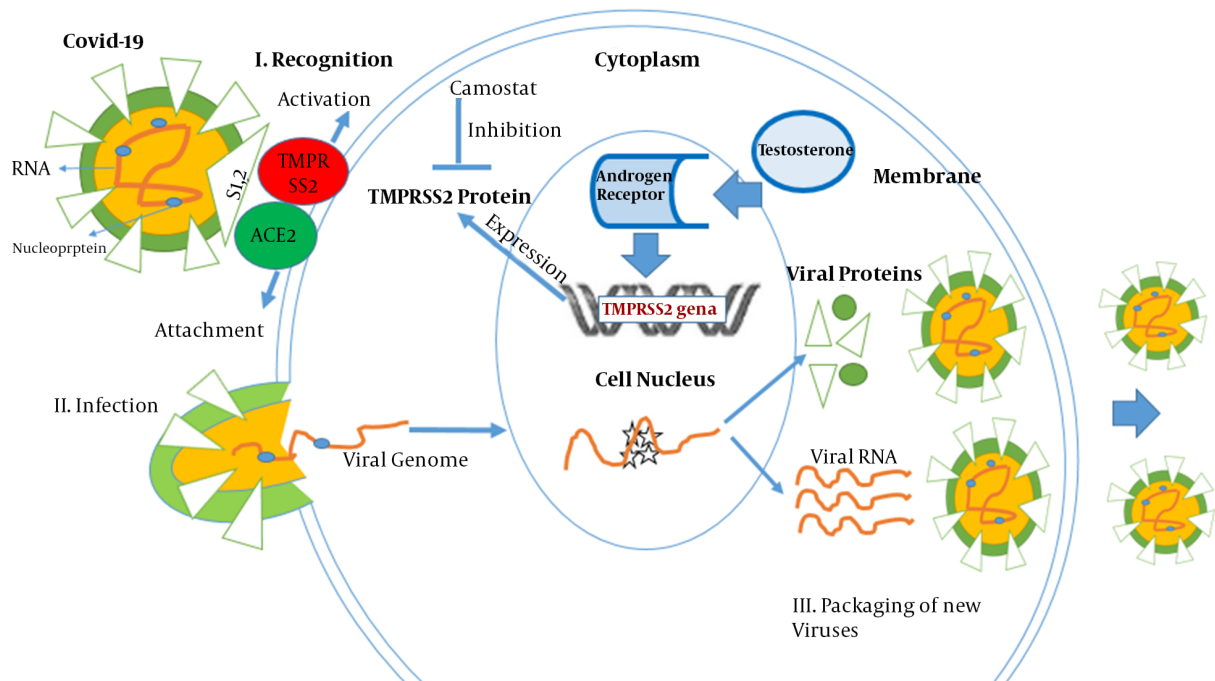 Covid-19
I. Recognition
Cytoplasm
Activation
Camostat
Inhibition
TMPR
SS2
Testosterone
RNA
S1,2
Androgen
Receptor
Membrane
TMPRSS2 Protein
ACE2
Nucleoprptein
Expression
Viral Proteins
TMPRSS2 gena
Attachment
Cell Nucleus
II. Infection
Viral Genome
Viral RNA
III. Packaging of new
Viruses